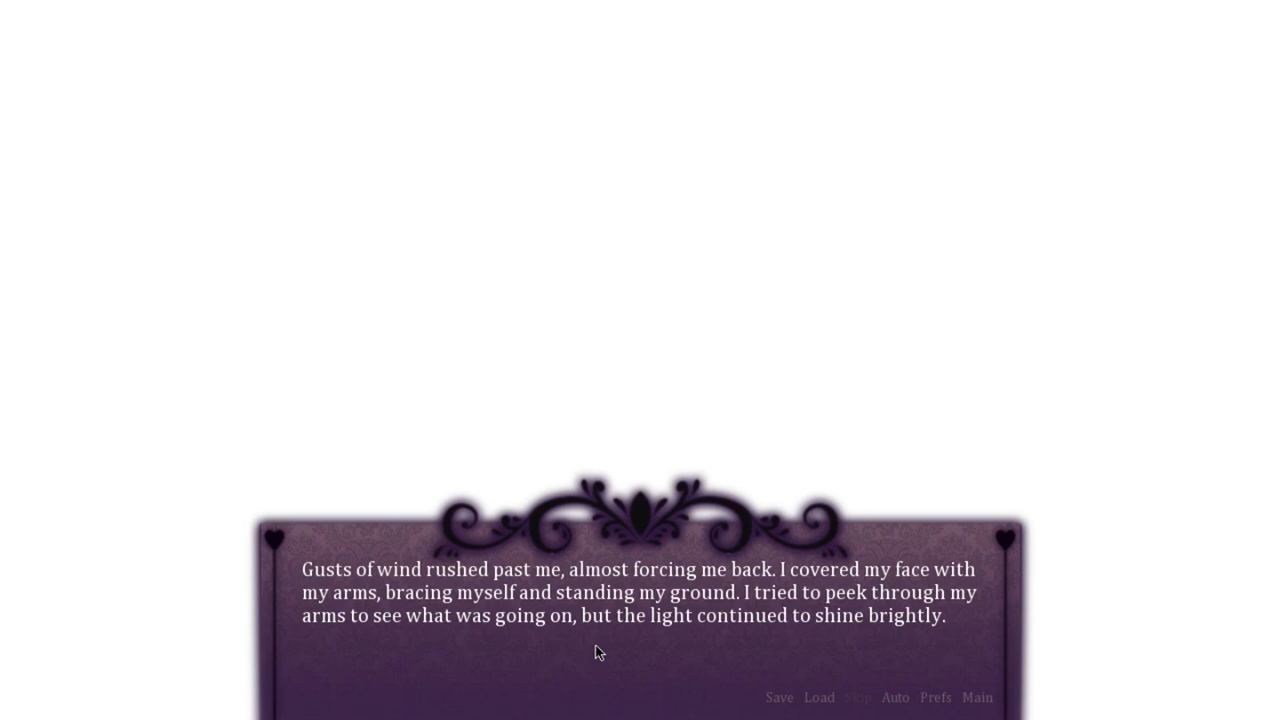 Gusts of wind rushed past me, almost forcing me back. I covered my face with
my arms, bracing myself and standing my ground. I tried to peek through my
arms to see what was going on, but the light continued to shine brightly.
Save Load Skip Auto Prefs Main